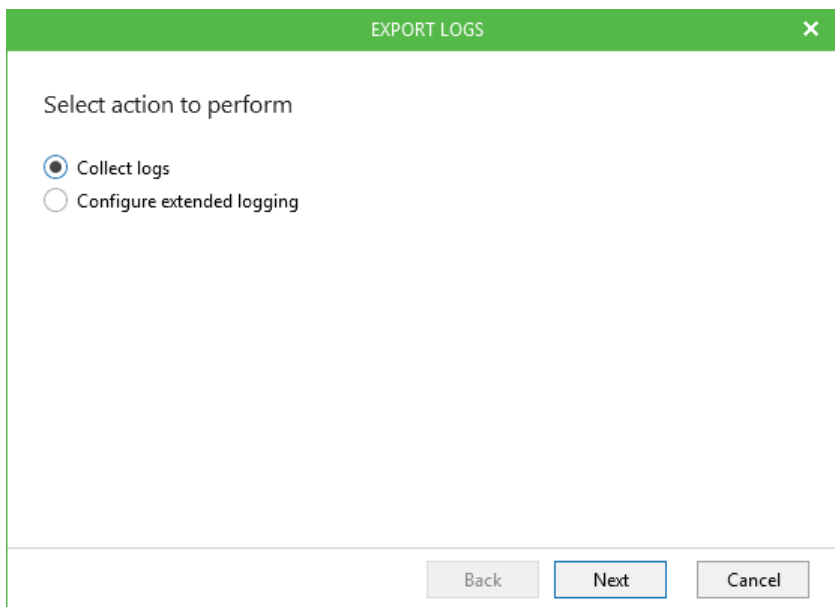 EXPORT LOGS
Select action to perform
Collect logs
Configure extended logging
Back Next Cancel